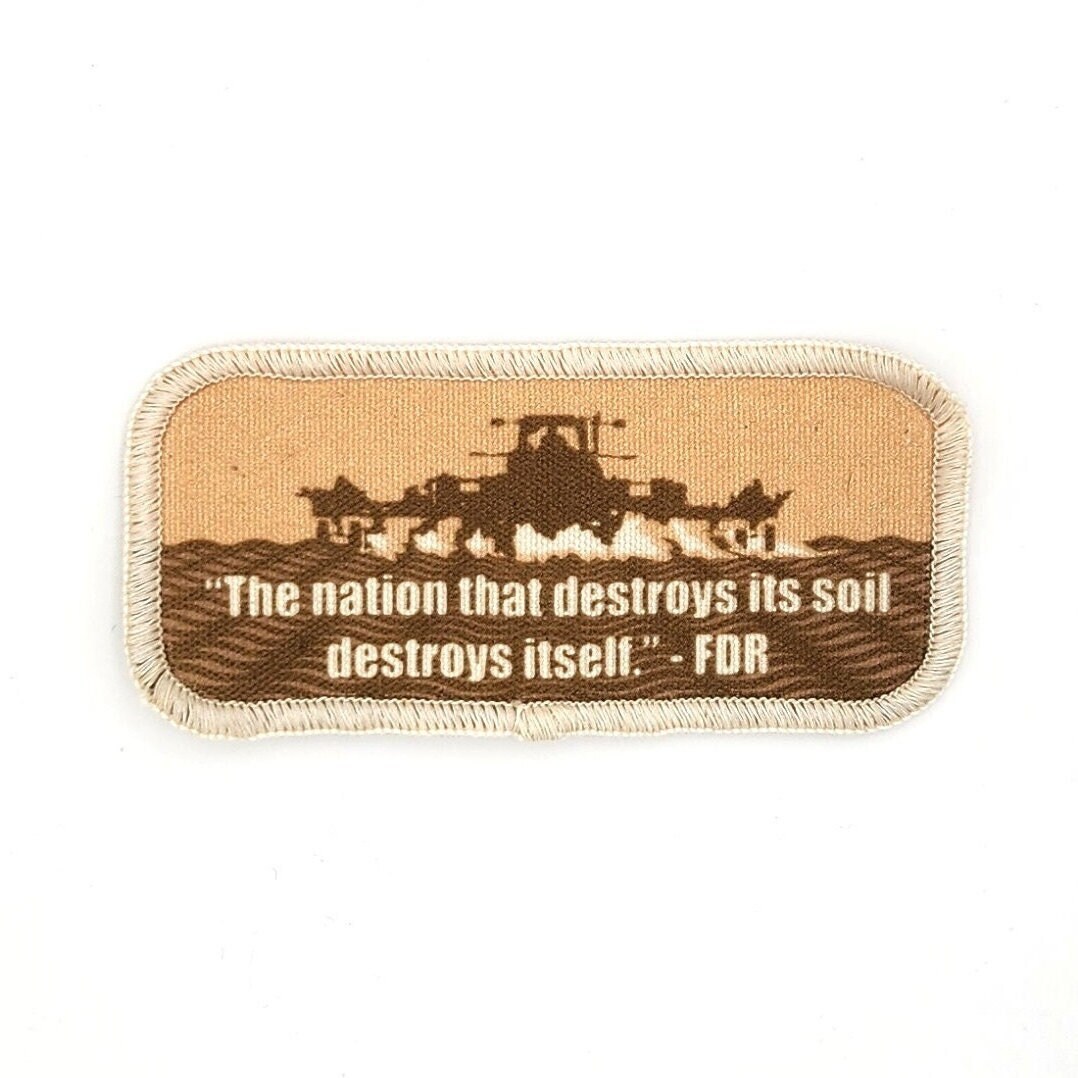 “The nation that destroys its soil
destroys itself.” - FDR